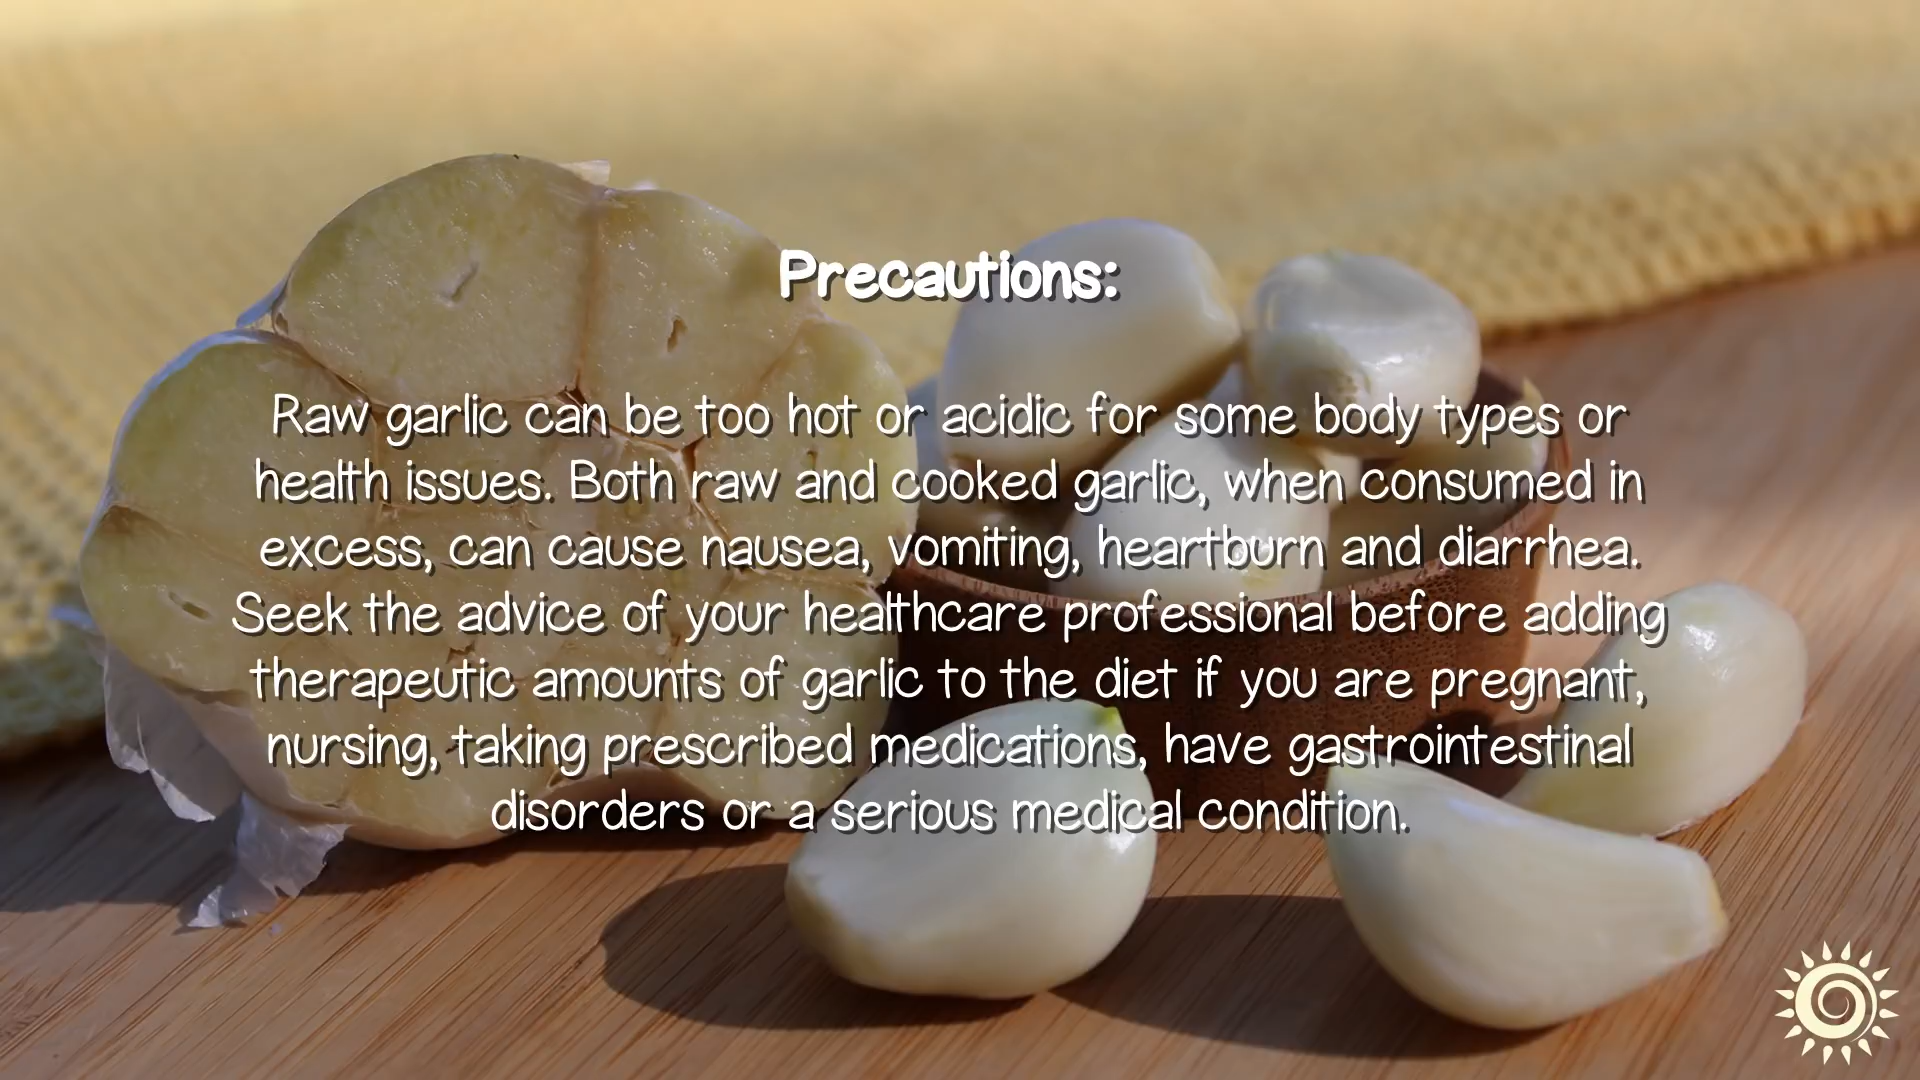 Precautions:
Raw garlic can be too hot or acidic for some body types or
health issues. Both raw and cooked garlic, when consumed in
excess, can cause nausea, vomiting, heartburn and diarrhea.
Seek the advice of your healthcare professional before adding
therapeutic amounts of garlic to the diet if you are pregnant,
nursing, taking prescribed medications, have gastrointestinal
disorders or a serious medical condition.